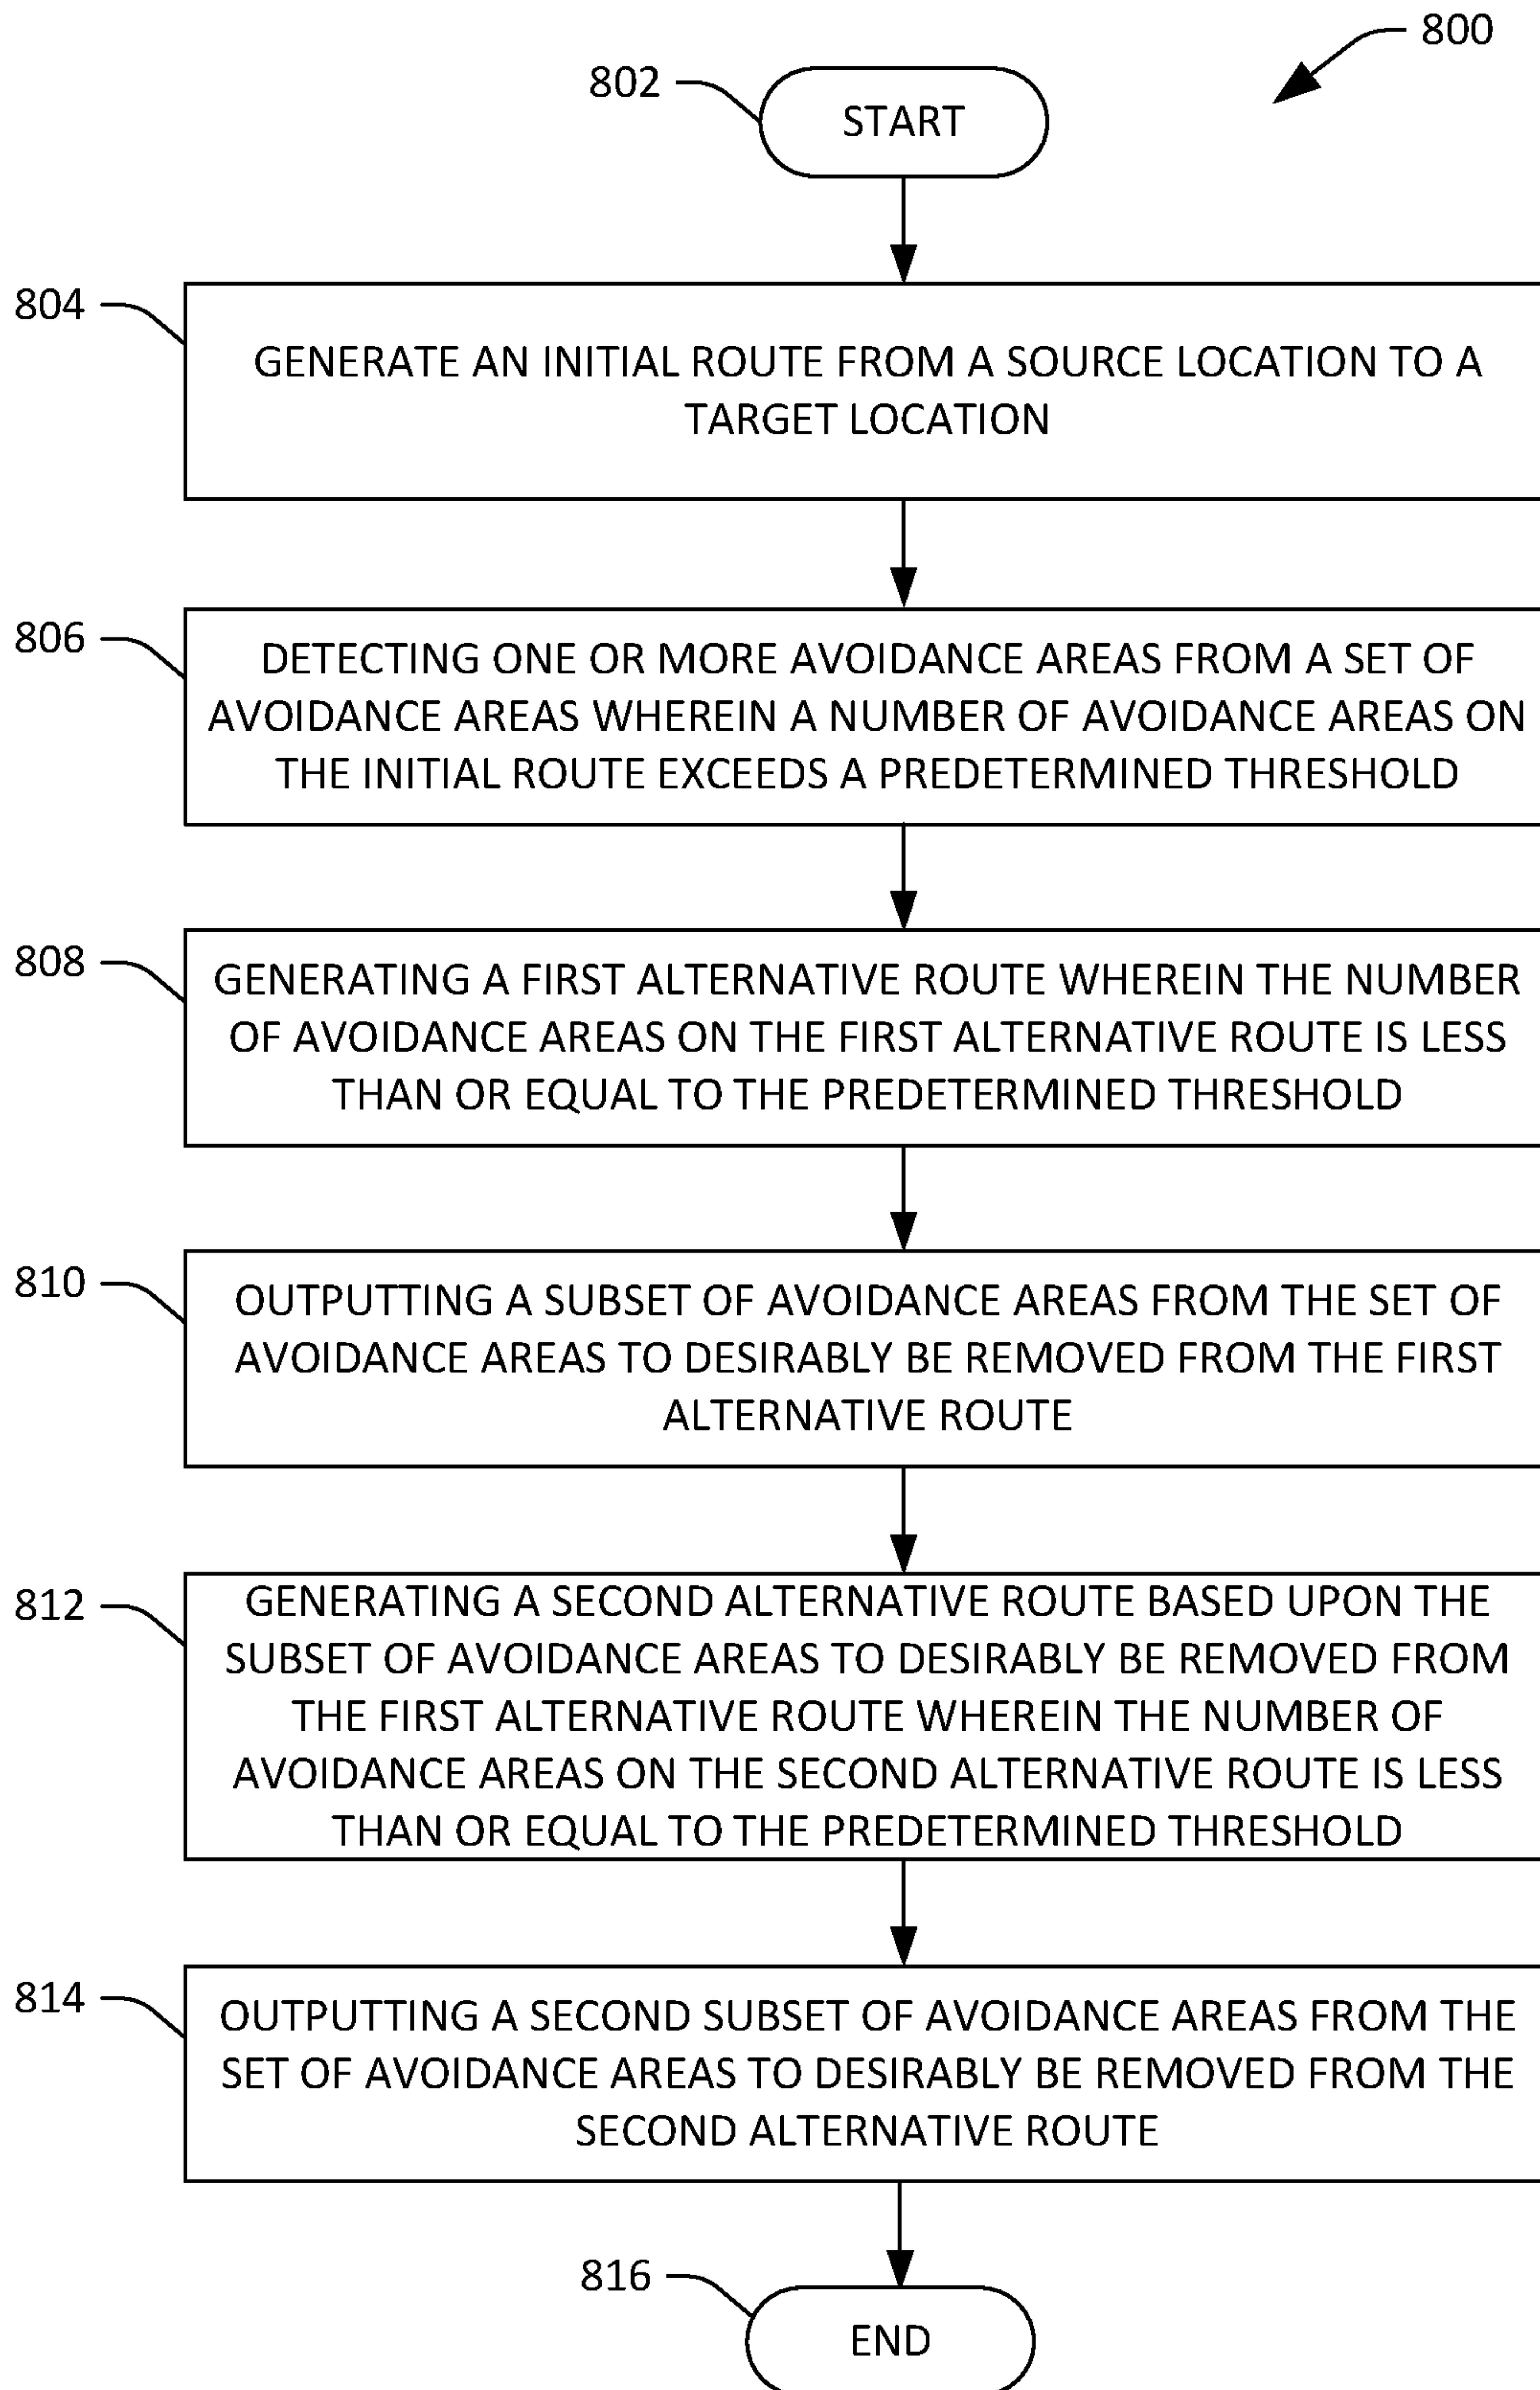 800
802
START
804
GENERATE AN INITIAL ROUTE FROM A SOURCE LOCATION TO A
TARGET LOCATION
806
DETECTING ONE OR MORE AVOIDANCE AREAS FROM A SET OF
AVOIDANCE AREAS WHEREIN A NUMBER OF AVOIDANCE AREAS ON
THE INITIAL ROUTE EXCEEDS A PREDETERMINED THRESHOLD
808
GENERATING A FIRST ALTERNATIVE ROUTE WHEREIN THE NUMBER
OF AVOIDANCE AREAS ON THE FIRST ALTERNATIVE ROUTE IS LESS
THAN OR EQUAL TO THE PREDETERMINED THRESHOLD
810
OUTPUTTING A SUBSET OF AVOIDANCE AREAS FROM THE SET OF
AVOIDANCE AREAS TO DESIRABLY BE REMOVED FROM THE FIRST
ALTERNATIVE ROUTE
812
GENERATING A SECOND ALTERNATIVE ROUTE BASED UPON THE
SUBSET OF AVOIDANCE AREAS TO DESIRABLY BE REMOVED FROM
THE FIRST ALTERNATIVE ROUTE WHEREIN THE NUMBER OF
AVOIDANCE AREAS ON THE SECOND ALTERNATIVE ROUTE IS LESS
THAN OR EQUAL TO THE PREDETERMINED THRESHOLD
814
OUTPUTTING A SECOND SUBSET OF AVOIDANCE AREAS FROM THE
SET OF AVOIDANCE AREAS TO DESIRABLY BE REMOVED FROM THE
SECOND ALTERNATIVE ROUTE
816
END